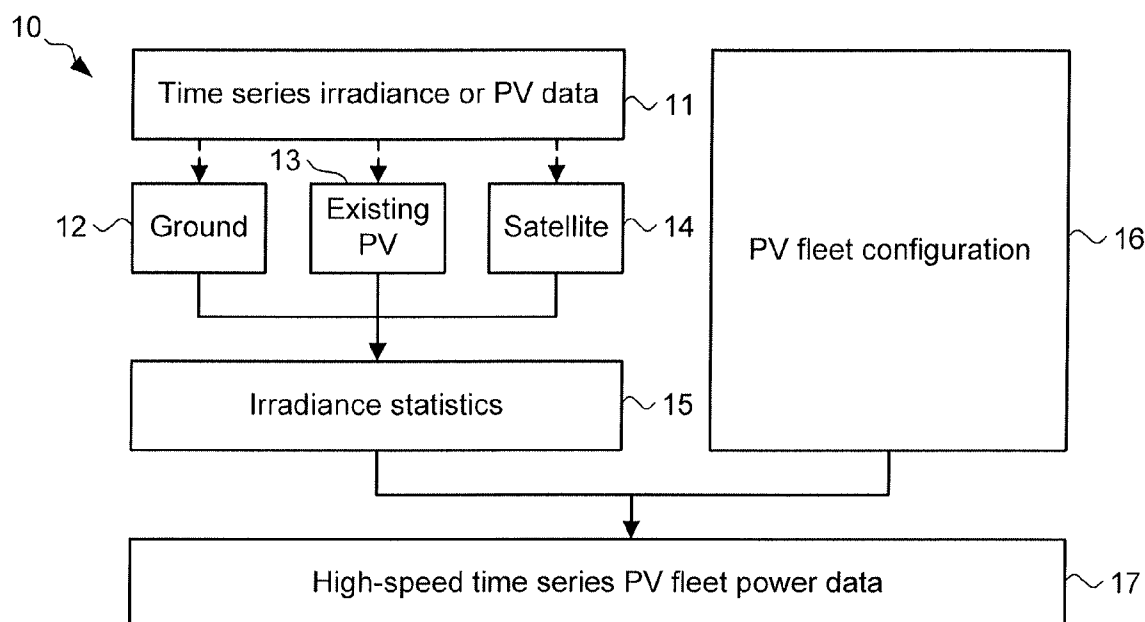 10
Time series irradiance or PV data
11
13
12
Ground
Existing
PV
Satellite
14
PV fleet configuration
16
Irradiance statistics
15
High-speed time series PV fleet power data
17